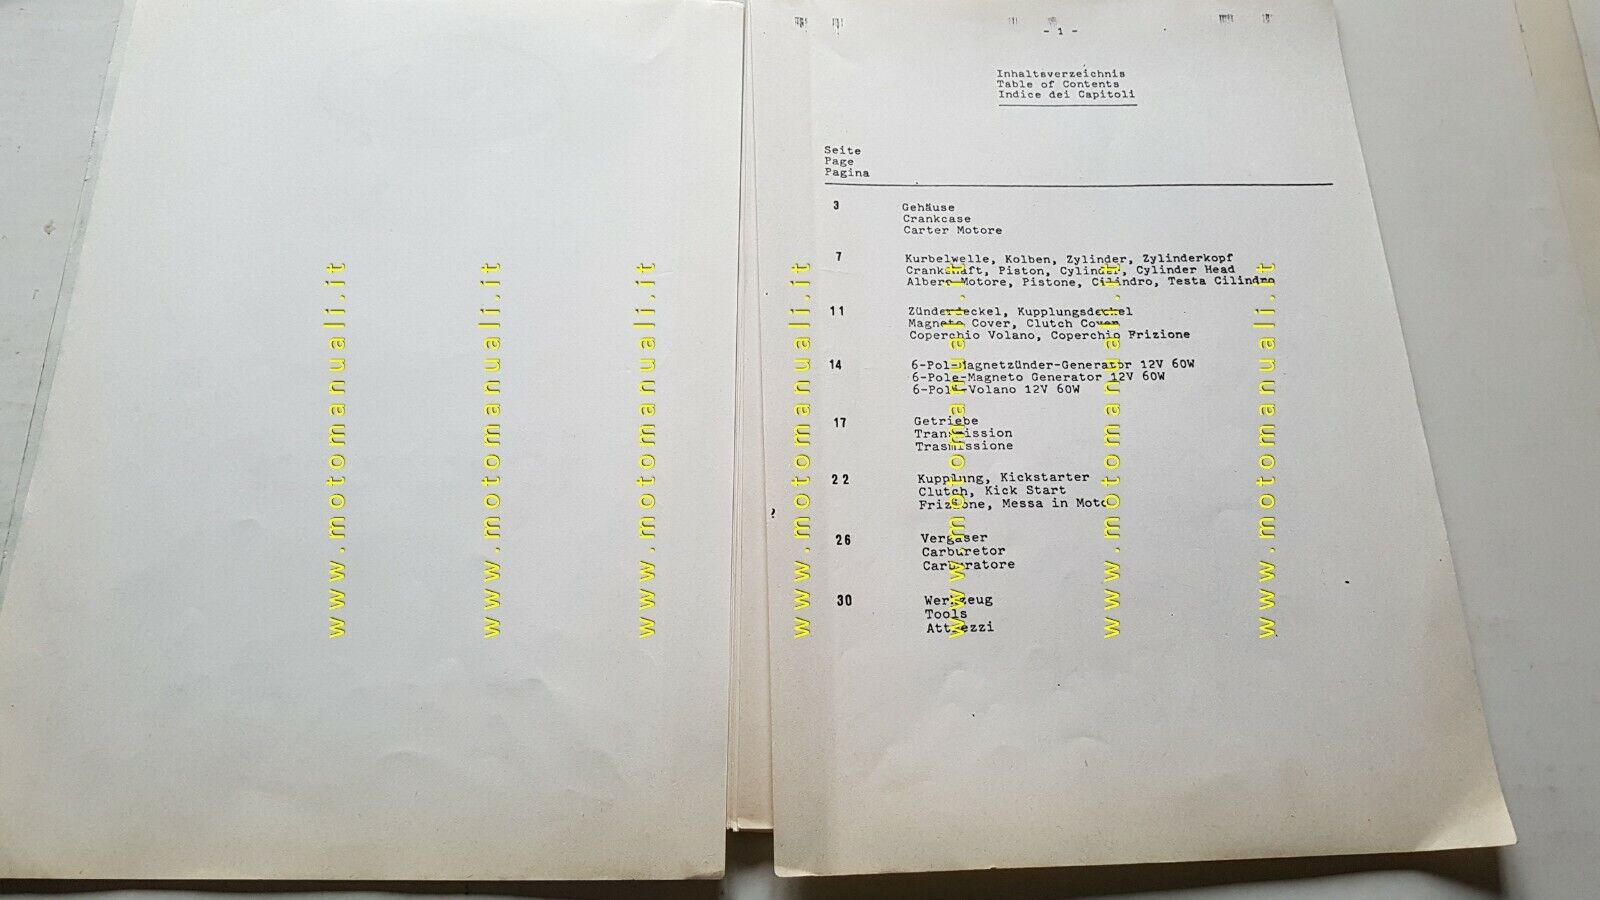 - 1 -
Inhaltsverzeichnis
Table of Contents
Indice dei Capitoli
Seite
Page
Pagina
3 Gehäuse
Crankcase
Carter Motore
7 Kurbelwelle, Kolben, Zylinder, Zylinderkopf
Crankshaft, Piston, Cylinder, Cylinder Head
Albero Motore, Pistone, Cilindro, Testa Cilindro
11 Zünderdeckel, Kupplungsdeckel
Magneto Cover, Clutch Cover
Coperchio Volano, Coperchio Frizione
14 6-Pol-Magnetzünder-Generator 12V 60W
6-Pole-Magneto Generator 12V 60W
6-Poli-Volano 12V 60W
17 Getriebe
Transmission
Trasmissione
22 Kupplung, Kickstarter
Clutch, Kick Start
Frizione, Messa in Moto
26 Vergaser
Carburetor
Carburatore
30 Werkzeug
Tools
Attrezzi
www.motomanuali.it
www.motomanuali.it
www.motomanuali.it
www.motomanuali.it
www.motomanuali.it
www.motomanuali.it
www.motomanuali.it